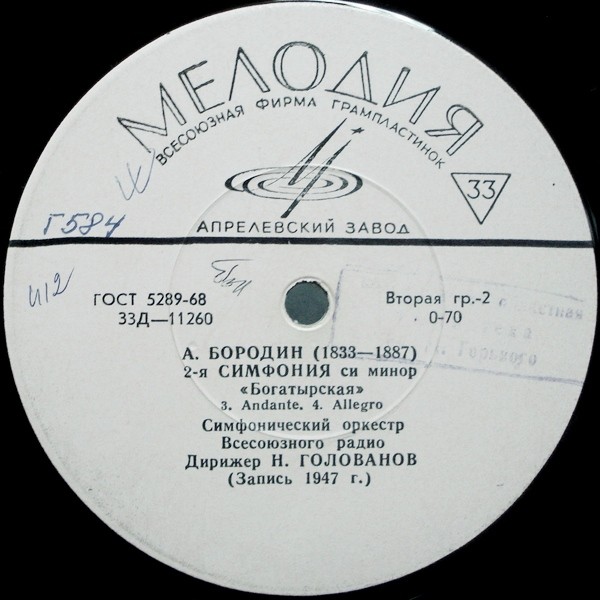 МЕЛОДИЯ
ВСЕСОЮЗНАЯ ФИРМА ГРАМПЛАСТИНОК
33
АПРЕЛЕВСКИЙ ЗАВОД
Г584
И12
ГОСТ 5289-68
33Д—11260
Вторая гр.-2
0-70
Горького
А. БОРОДИН (1833—1887)
2-я СИМФОНИЯ си минор
«Богатырская»
3. Andante. 4. Allegro
Симфонический оркестр
Всесоюзного радио
Дирижер Н. ГОЛОВАНОВ
(Запись 1947 г.)